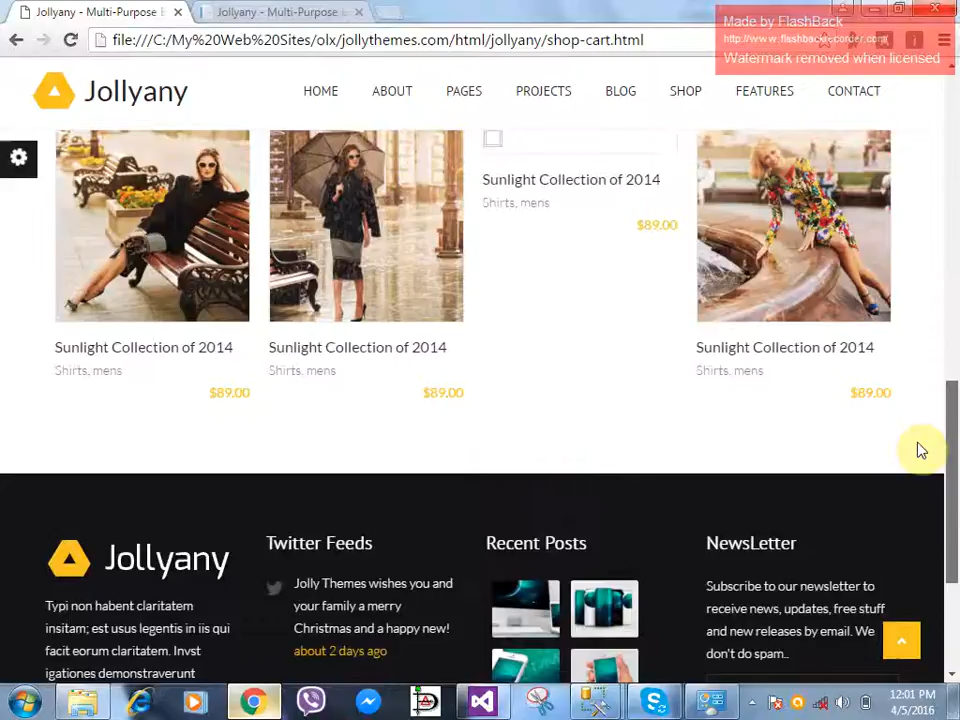 Jollyany - Multi-Purpose E
Jollyany - Multi-Purpose
Made by FlashBack
http://www.flashbackrecorder.com/
Watermark removed when licensed
file:///C:/My%20Web%20Sites/olx/jollythemes.com/html/jollyany/shop-cart.html
Jollyany
HOME ABOUT PAGES PROJECTS BLOG SHOP FEATURES CONTACT
Sunlight Collection of 2014
Shirts, mens
$89.00
Sunlight Collection of 2014
Shirts, mens
$89.00
Sunlight Collection of 2014
Shirts, mens
$89.00
Sunlight Collection of 2014
Shirts, mens
$89.00
Jollyany
Typi non habent claritatem
insitam; est usus legentis in iis qui
facit eorum claritatem. Invst
igationes demonstraverunt
Twitter Feeds
Jolly Themes wishes you and
your family a merry
Christmas and a happy new!
about 2 days ago
Recent Posts
NewsLetter
Subscribe to our newsletter to
receive news, updates, free stuff
and new releases by email. We
don't do spam..
12:01 PM
4/5/2016